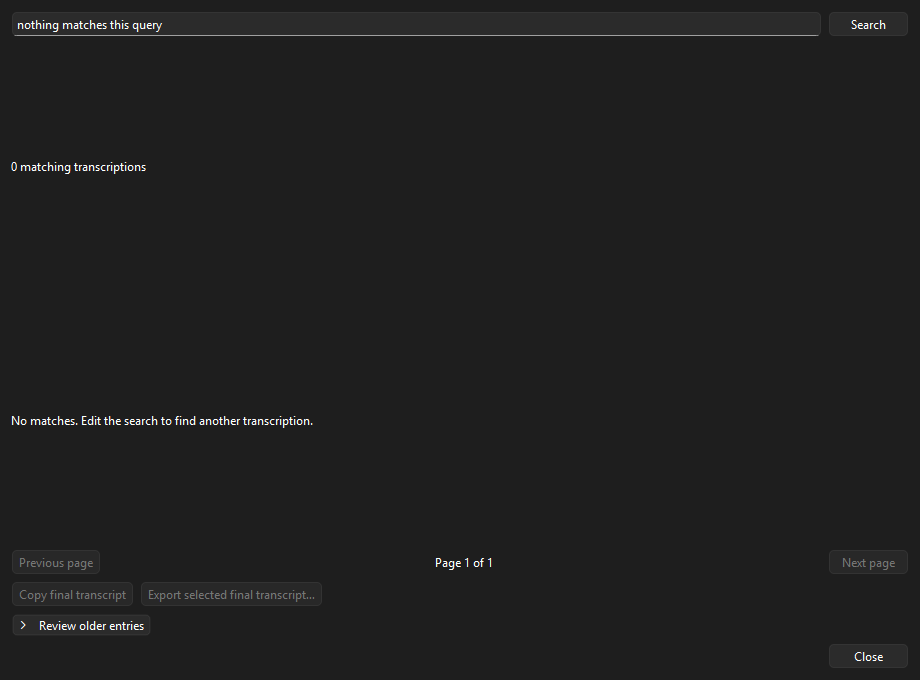 nothing matches this query
Search
0 matching transcriptions
No matches. Edit the search to find another transcription.
Previous page
Page 1 of 1
Next page
Copy final transcript
Export selected final transcript...
Review older entries
Close